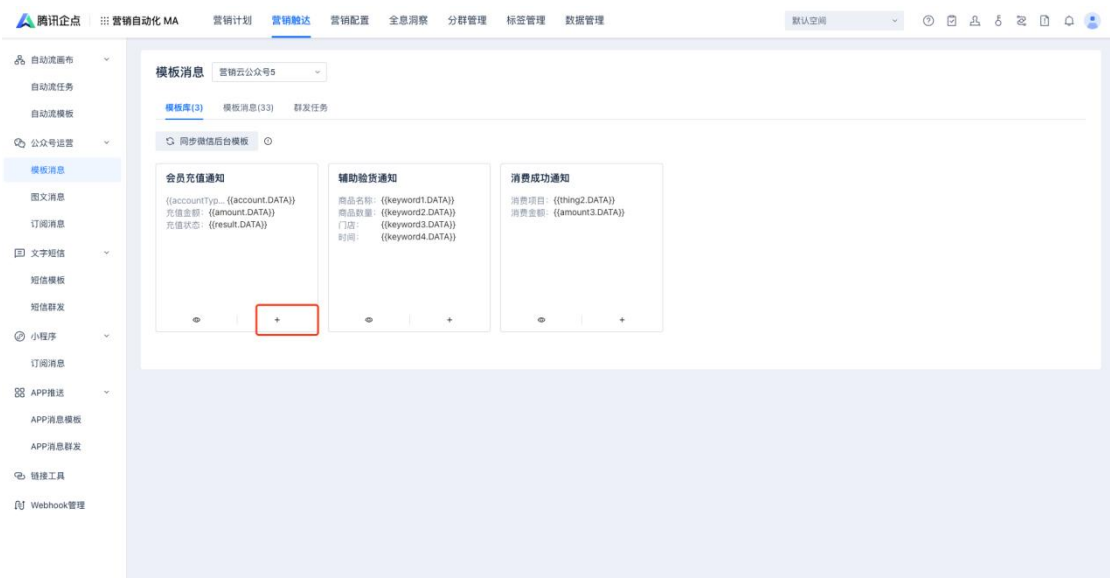 腾讯企点 营销自动化 MA 营销计划 营销触达 营销配置 全息洞察 分群管理 标签管理 数据管理 默认空间
自动流画布
自动流任务
自动流模板
公众号运营
模板消息
图文消息
订阅消息
文字短信
短信模板
短信群发
小程序
订阅消息
APP推送
APP消息模板
APP消息群发
链接工具
Webhook管理
模板消息 营销云公众号5
模板库(3) 模板消息(33) 群发任务
同步微信后台模板
会员充值通知
{{accountTyp... {{account.DATA}}
充值金额: {{amount.DATA}}
充值状态: {{result.DATA}}
辅助验货通知
商品名称: {{keyword1.DATA}}
商品数量: {{keyword2.DATA}}
门店: {{keyword3.DATA}}
时间: {{keyword4.DATA}}
消费成功通知
消费项目: {{thing2.DATA}}
消费金额: {{amount3.DATA}}